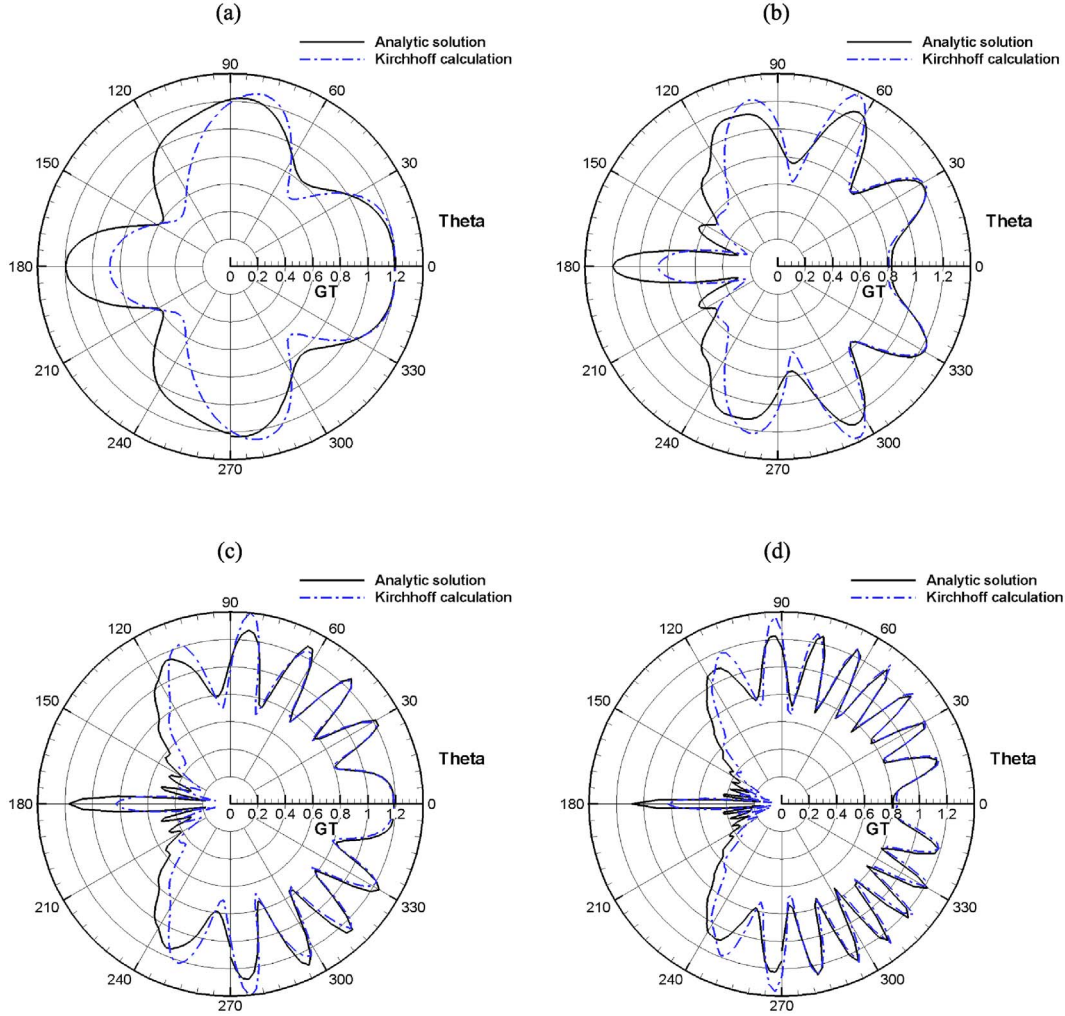 (a)
Analytic solution
Kirchhoff calculation
90
120 60
150 30
Theta
180 0 0.2 0.4 0.6 0.8 1 1.2 0
GT
210 330
240 300
270
(b)
Analytic solution
Kirchhoff calculation
90
120 60
150 30
Theta
180 0 0.2 0.4 0.6 0.8 1 1.2 0
GT
210 330
240 300
270
(c)
Analytic solution
Kirchhoff calculation
90
120 60
150 30
Theta
180 0 0.2 0.4 0.6 0.8 1 1.2 0
GT
210 330
240 300
270
(d)
Analytic solution
Kirchhoff calculation
90
120 60
150 30
Theta
180 0 0.2 0.4 0.6 0.8 1 1.2 0
GT
210 330
240 300
270